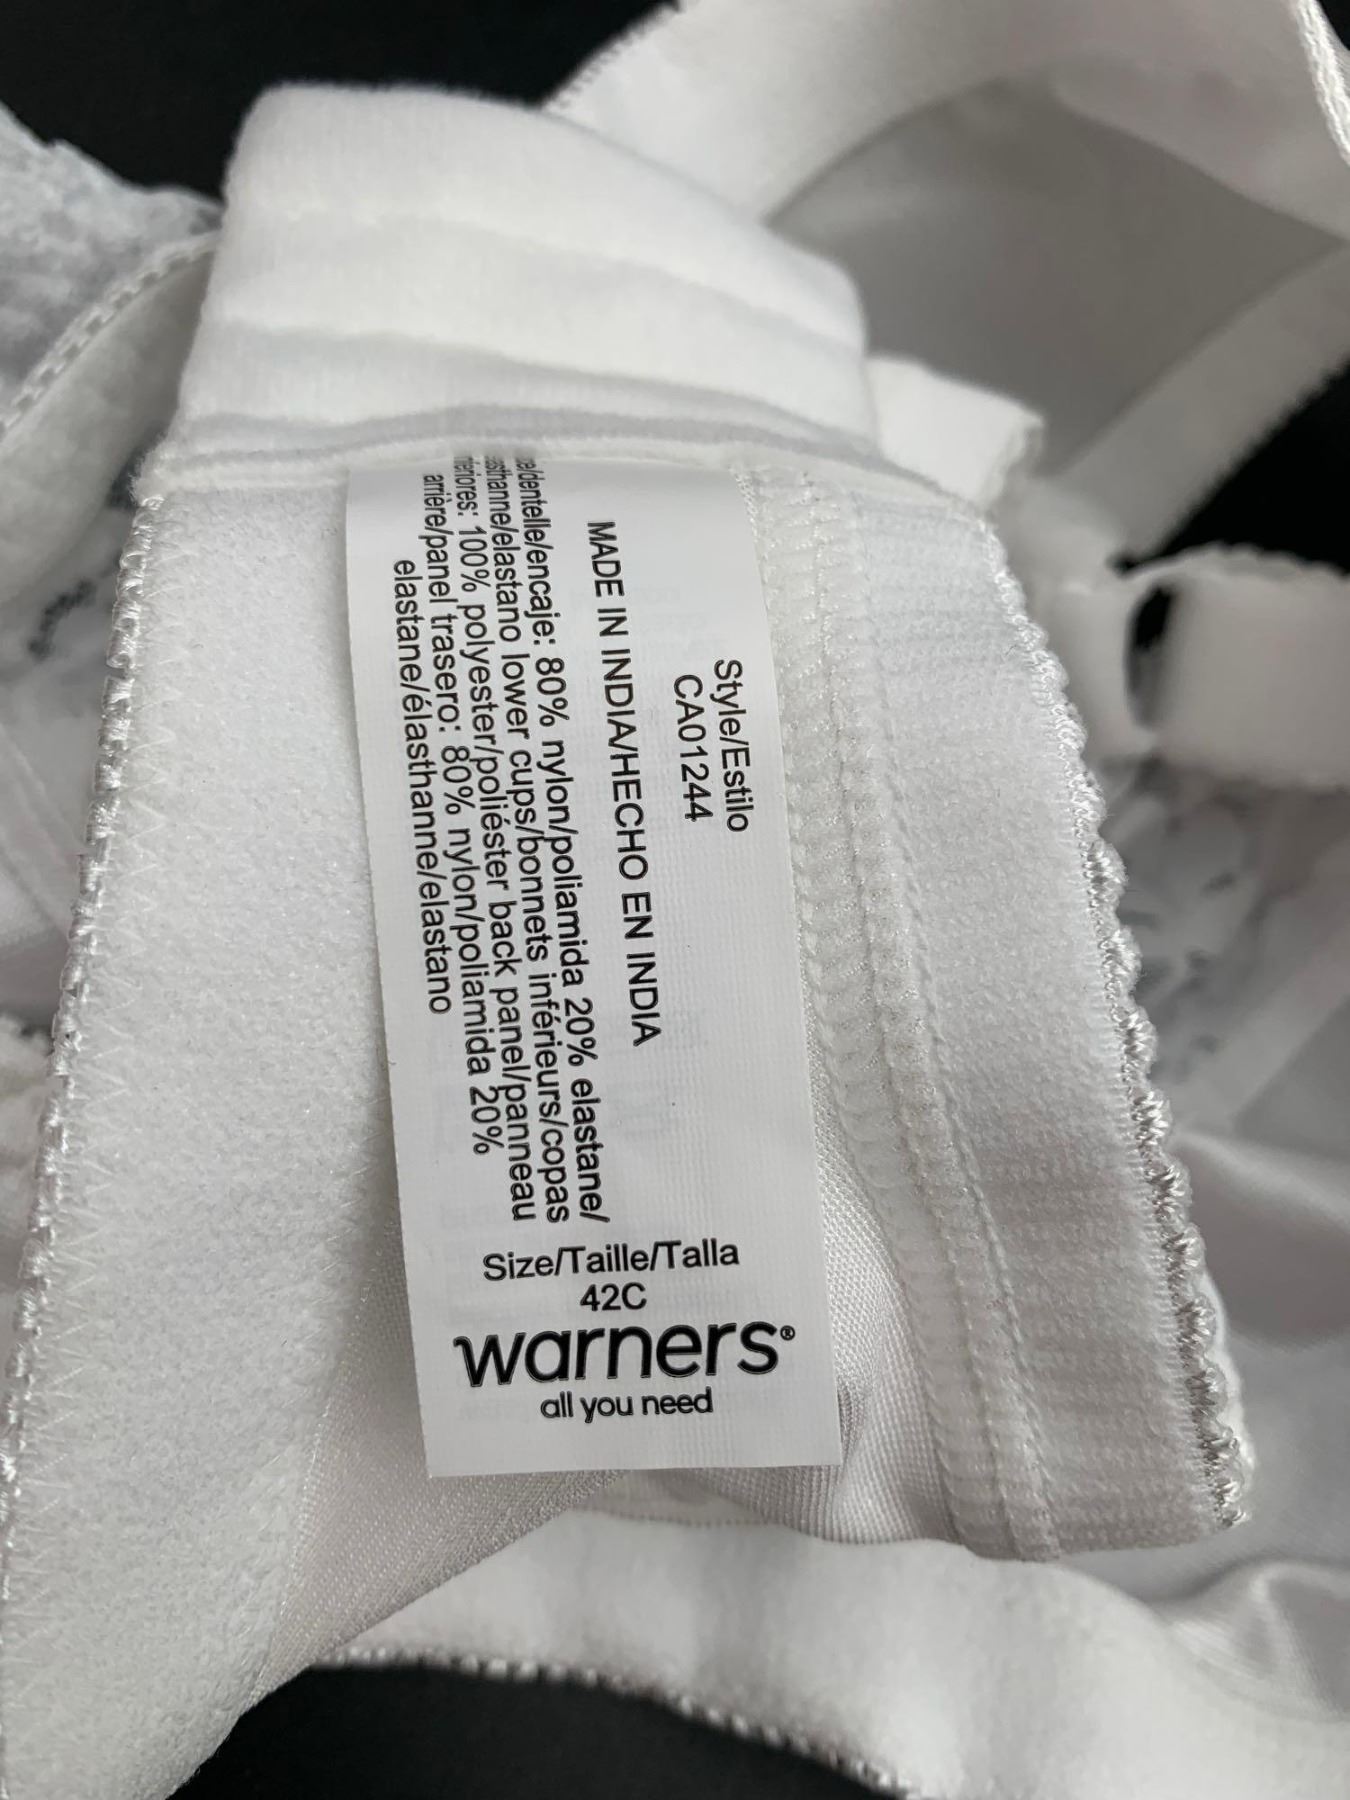 Style/Estilo
CA01244
MADE IN INDIA/HECHO EN INDIA
/dentelle/encaje: 80% nylon/poliamida 20% elastane/
asthanne/elastano lower cups/bonnets inférieurs/copas
feriores: 100% polyester/poliéster back panel/panneau
arrière/panel trasero: 80% nylon/poliamida 20%
elastane/élasthanne/elastano
Size/Taille/Talla
42C
warners®
all you need